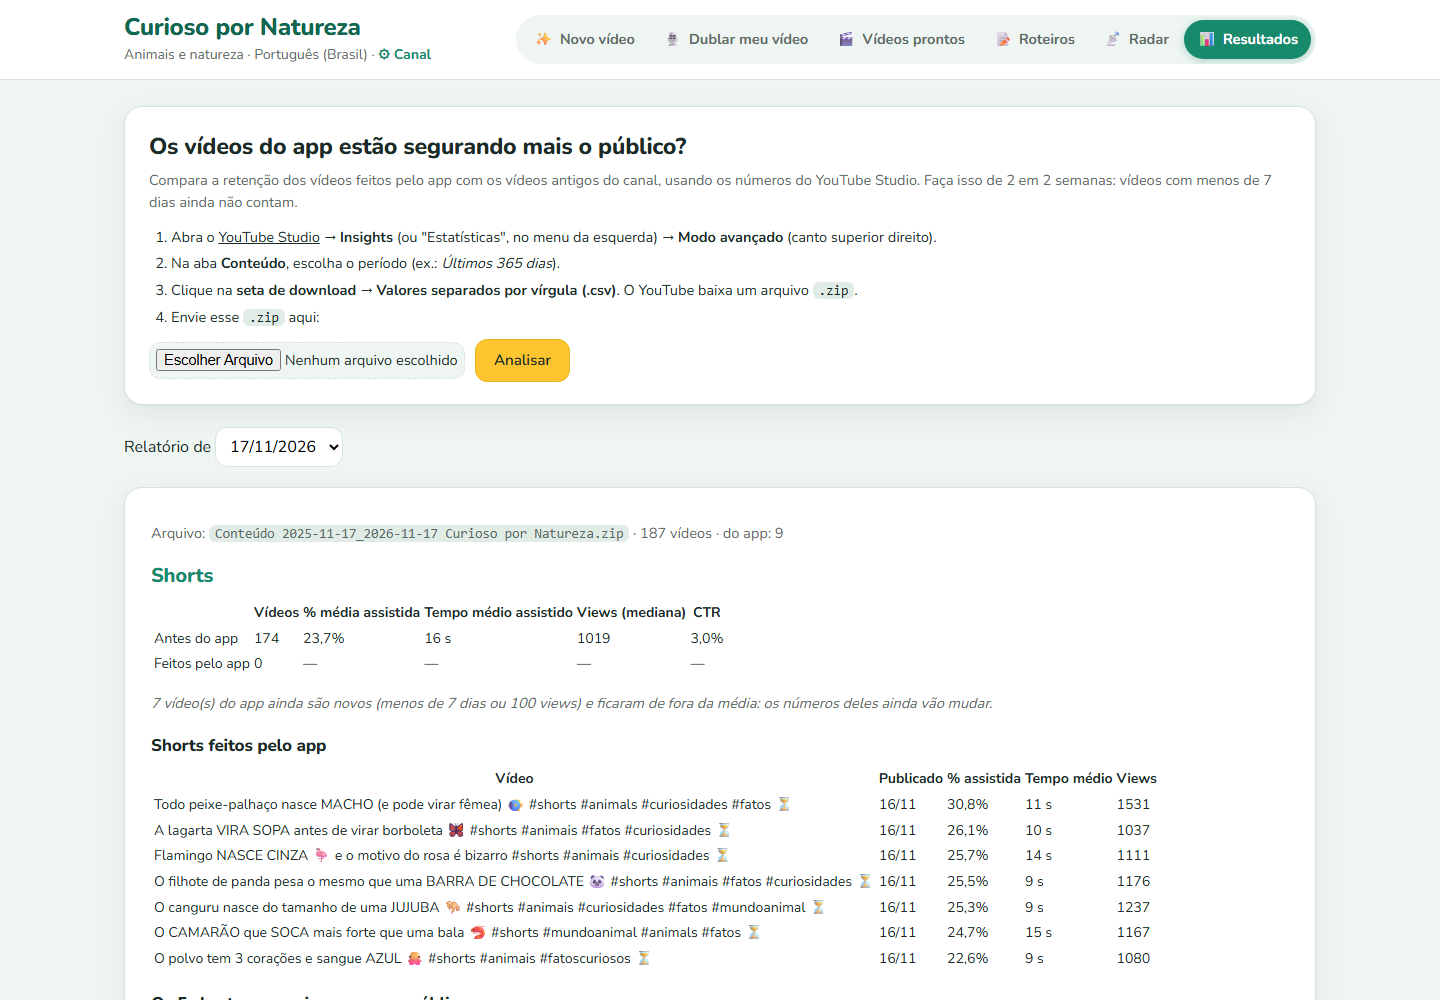 Curioso por Natureza
Animais e natureza · Português (Brasil) · ⚙ Canal
✨ Novo vídeo
🎙 Dublar meu vídeo
🎬 Vídeos prontos
📝 Roteiros
📡 Radar
📊 Resultados
Os vídeos do app estão segurando mais o público?
Compara a retenção dos vídeos feitos pelo app com os vídeos antigos do canal, usando os números do YouTube Studio. Faça isso de 2 em 2 semanas: vídeos com menos de 7
dias ainda não contam.
1. Abra o YouTube Studio → Insights (ou "Estatísticas", no menu da esquerda) → Modo avançado (canto superior direito).
2. Na aba Conteúdo, escolha o período (ex.: Últimos 365 dias).
3. Clique na seta de download → Valores separados por vírgula (.csv). O YouTube baixa um arquivo .zip.
4. Envie esse .zip aqui:
Escolher Arquivo Nenhum arquivo escolhido Analisar
Relatório de 17/11/2026
Arquivo: Conteúdo 2025-11-17_2026-11-17 Curioso por Natureza.zip · 187 vídeos · do app: 9
Shorts
Vídeos % média assistida Tempo médio assistido Views (mediana) CTR
Antes do app 174 23,7% 16 s 1019 3,0%
Feitos pelo app 0 — — — —
7 vídeo(s) do app ainda são novos (menos de 7 dias ou 100 views) e ficaram de fora da média: os números deles ainda vão mudar.
Shorts feitos pelo app
Vídeo Publicado % assistida Tempo médio Views
Todo peixe-palhaço nasce MACHO (e pode virar fêmea) 🐠 #shorts #animals #curiosidades #fatos ⏳ 16/11 30,8% 11 s 1531
A lagarta VIRA SOPA antes de virar borboleta 🦋 #shorts #animais #fatos #curiosidades ⏳ 16/11 26,1% 10 s 1037
Flamingo NASCE CINZA 🦩 e o motivo do rosa é bizarro #shorts #animais #curiosidades ⏳ 16/11 25,7% 14 s 1111
O filhote de panda pesa o mesmo que uma BARRA DE CHOCOLATE 🐼 #shorts #animais #fatos #curiosidades ⏳ 16/11 25,5% 9 s 1176
O canguru nasce do tamanho de uma JUJUBA 🦘 #shorts #animais #curiosidades #fatos #mundoanimal ⏳ 16/11 25,3% 9 s 1237
O CAMARÃO que SOCA mais forte que uma bala 🦐 #shorts #mundoanimal #animals #fatos ⏳ 16/11 24,7% 15 s 1167
O polvo tem 3 corações e sangue AZUL 🐙 #shorts #animais #fatoscuriosos ⏳ 16/11 22,6% 9 s 1080